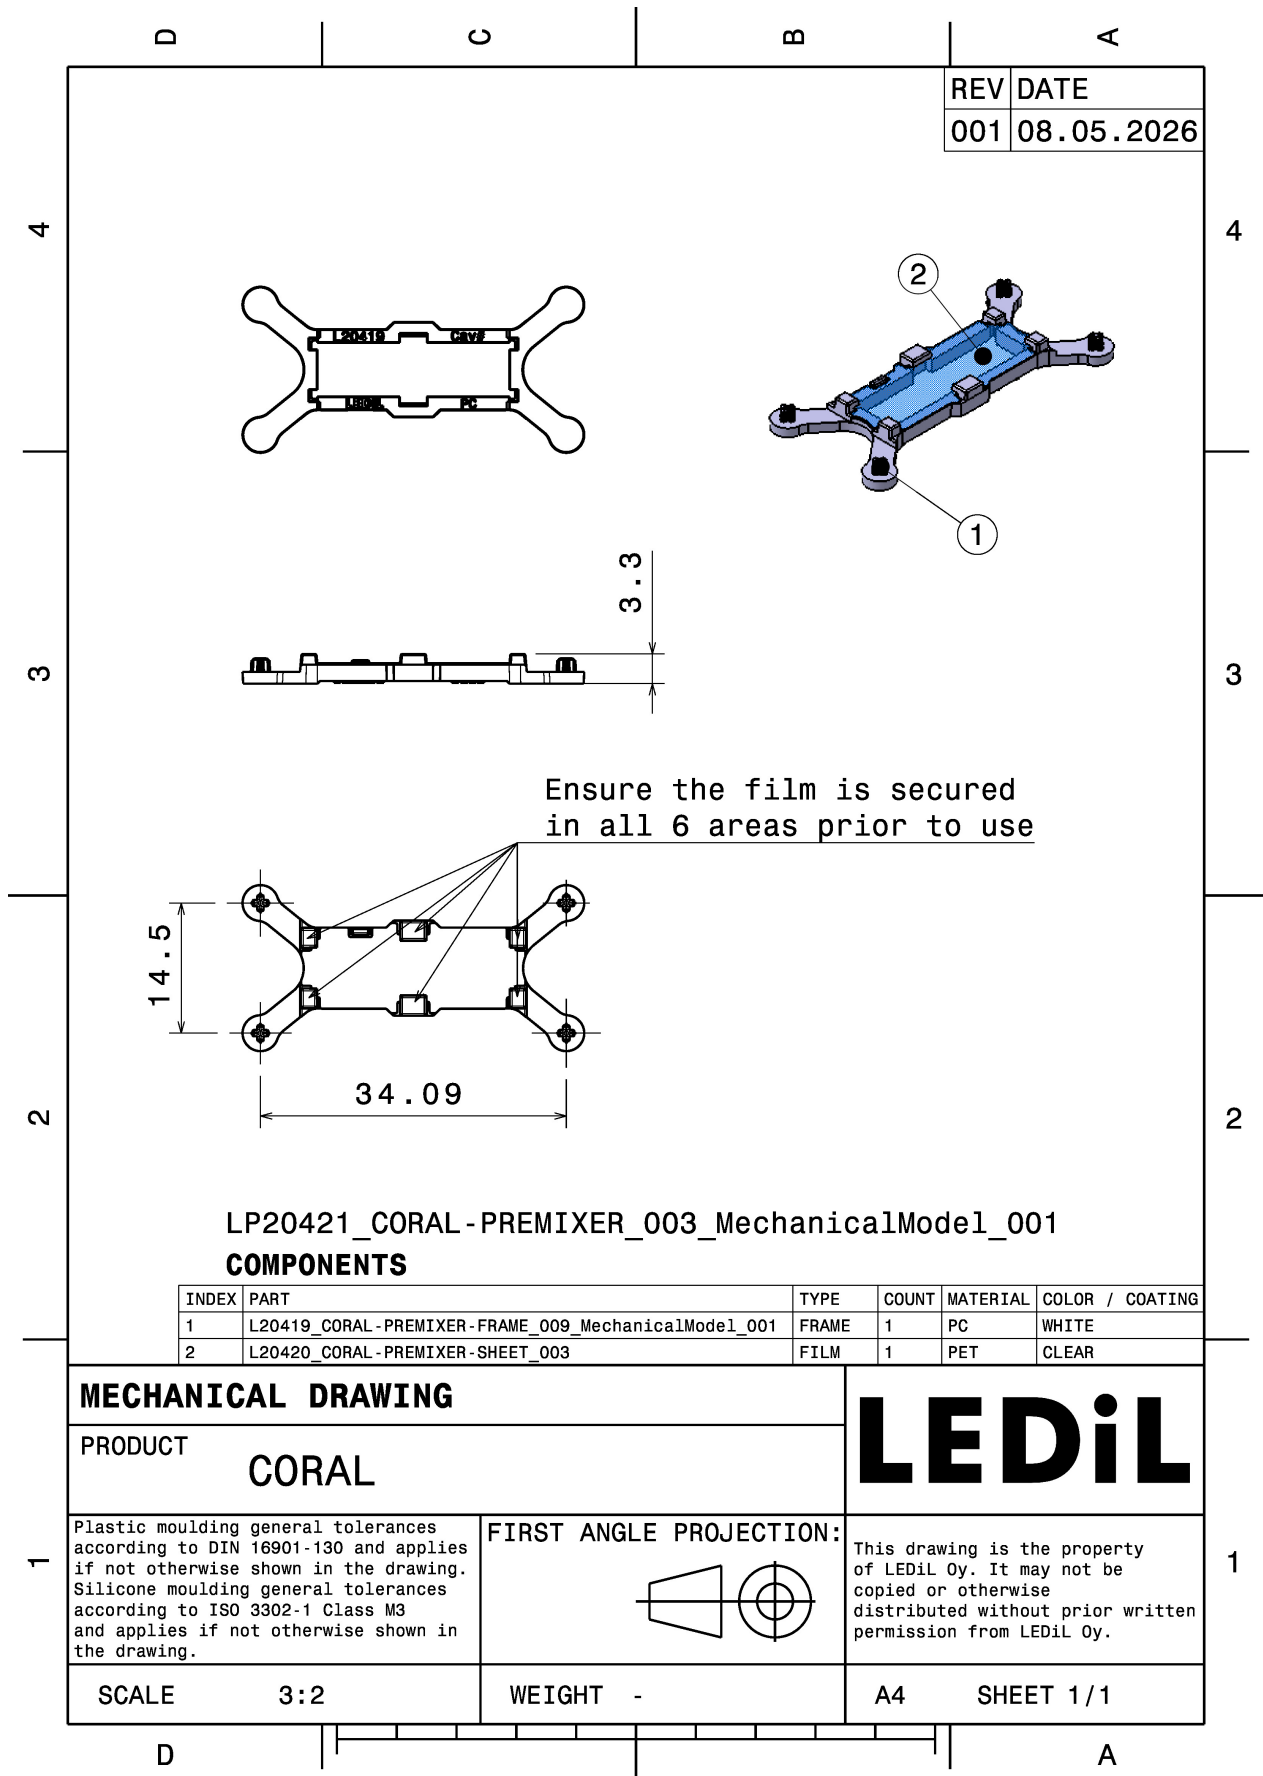 D C B A
REV DATE
001 08.05.2026
4 4
2
L20419 Cav#
PC
1
3.3
3 3
Ensure the film is secured
in all 6 areas prior to use
14.5
34.09
2 2
LP20421_CORAL-PREMIXER_003_MechanicalModel_001
COMPONENTS
INDEX PART TYPE COUNT MATERIAL COLOR / COATING
1 L20419_CORAL-PREMIXER-FRAME_009_MechanicalModel_001 FRAME 1 PC WHITE
2 L20420_CORAL-PREMIXER-SHEET_003 FILM 1 PET CLEAR
MECHANICAL DRAWING
LEDiL
PRODUCT
CORAL
Plastic moulding general tolerances
according to DIN 16901-130 and applies
if not otherwise shown in the drawing.
Silicone moulding general tolerances
according to ISO 3302-1 Class M3
and applies if not otherwise shown in
the drawing.
FIRST ANGLE PROJECTION:
This drawing is the property
of LEDiL Oy. It may not be
copied or otherwise
distributed without prior written
permission from LEDiL Oy.
1 1
SCALE 3:2 WEIGHT - A4 SHEET 1/1
D A